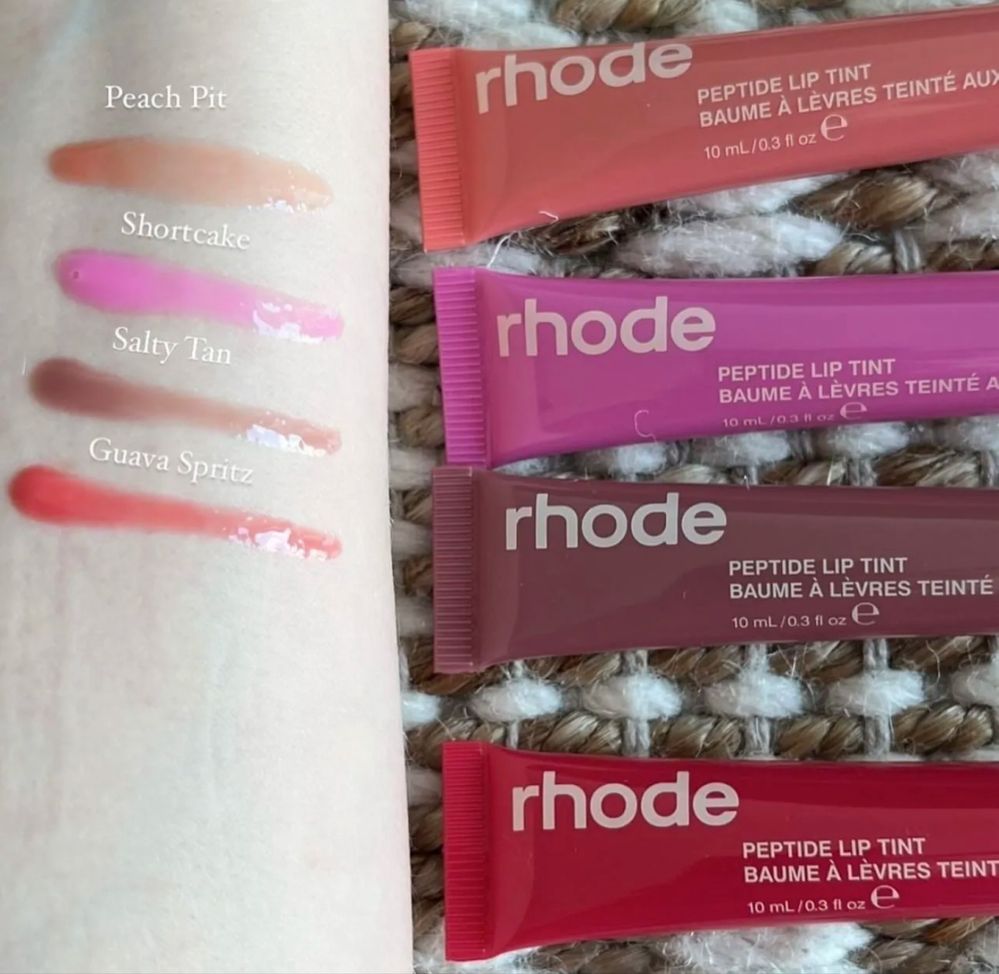 Peach Pit
Shortcake
Salty Tan
Guava Spritz
rhode
PEPTIDE LIP TINT
BAUME À LÈVRES TEINTÉ AUX
10 mL/0.3 fl oz ℮
rhode
PEPTIDE LIP TINT
BAUME À LÈVRES TEINTÉ A
10 mL/0.3 fl oz ℮
rhode
PEPTIDE LIP TINT
BAUME À LÈVRES TEINTÉ
10 mL/0.3 fl oz ℮
rhode
PEPTIDE LIP TINT
BAUME À LÈVRES TEINT
10 mL/0.3 fl oz ℮